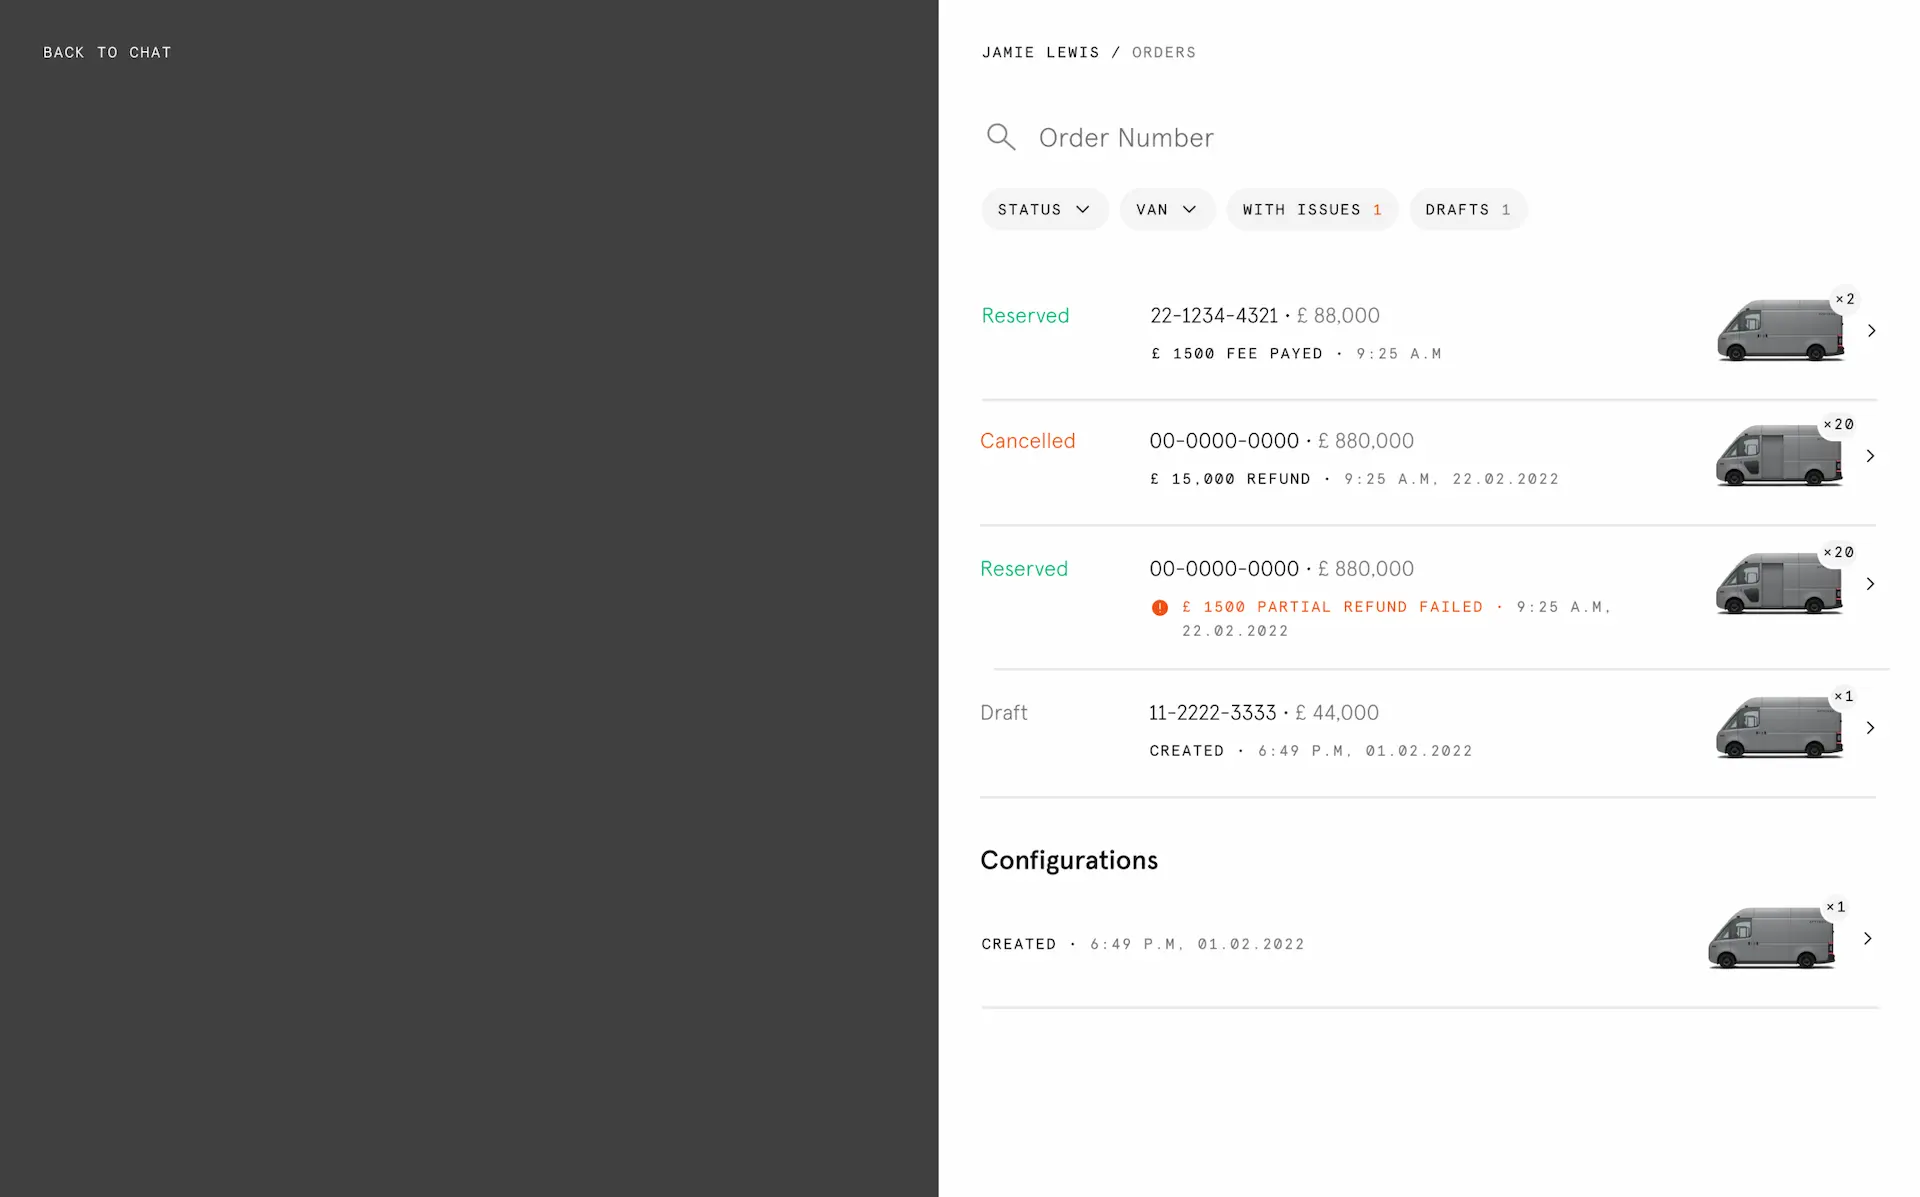 BACK TO CHAT
JAMIE LEWIS / ORDERS
Order Number
STATUS
VAN
WITH ISSUES 1
DRAFTS 1
Reserved
22-1234-4321 · £ 88,000
£ 1500 FEE PAYED · 9:25 A.M
×2
Cancelled
00-0000-0000 · £ 880,000
£ 15,000 REFUND · 9:25 A.M, 22.02.2022
×20
Reserved
00-0000-0000 · £ 880,000
£ 1500 PARTIAL REFUND FAILED · 9:25 A.M,
22.02.2022
×20
Draft
11-2222-3333 · £ 44,000
CREATED · 6:49 P.M, 01.02.2022
×1
Configurations
CREATED · 6:49 P.M, 01.02.2022
×1